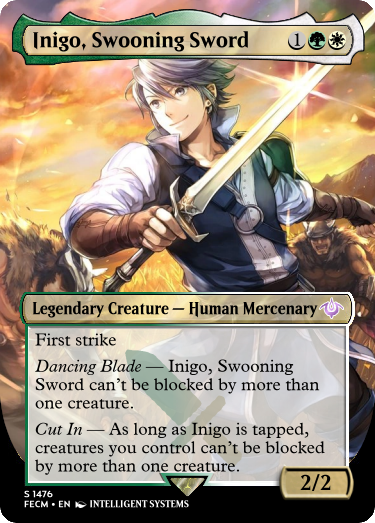 Inigo, Swooning Sword 1
Legendary Creature — Human Mercenary
First strike
Dancing Blade — Inigo, Swooning
Sword can't be blocked by more than
one creature.
Cut In — As long as Inigo is tapped,
creatures you control can't be blocked
by more than one creature.
2/2
S 1476
FECM • EN INTELLIGENT SYSTEMS